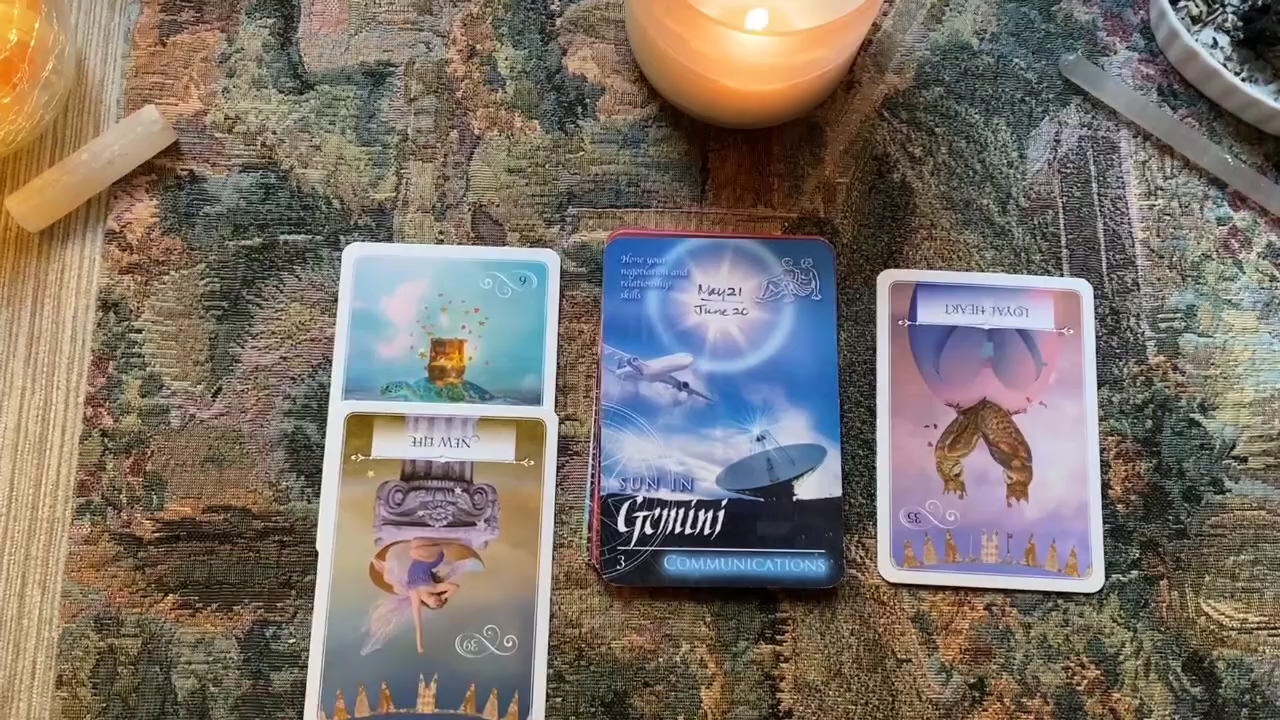 6
NEW LIFE
39
Hone your
negotiation and
relationship
skills
May 21
June 20
SUN IN
Gemini
3
COMMUNICATIONS
LOYAL HEART
35